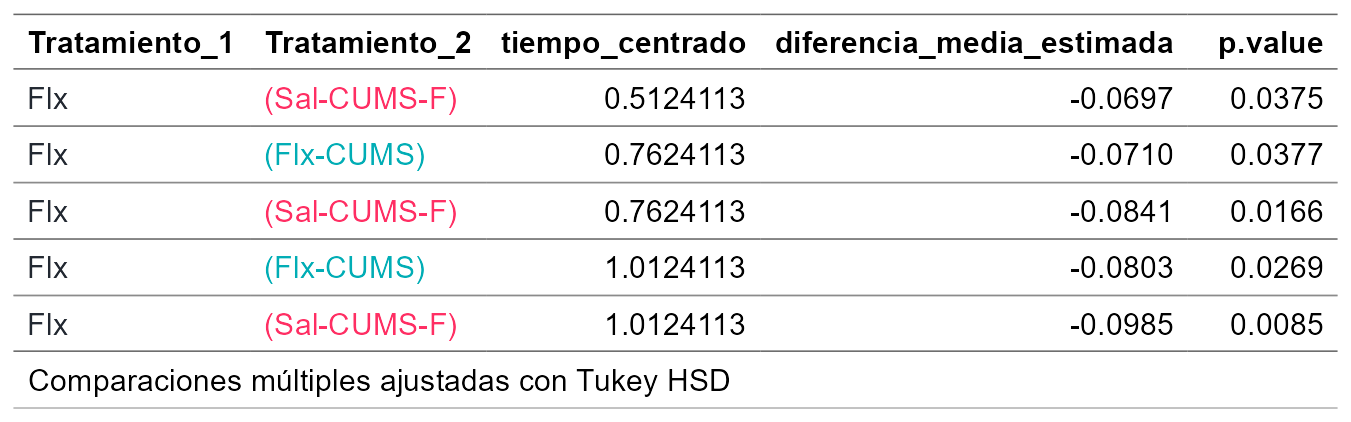 Tratamiento_1 Tratamiento_2 tiempo_centrado diferencia_media_estimada p.value
Flx (Sal-CUMS-F) 0.5124113 -0.0697 0.0375
Flx (Flx-CUMS) 0.7624113 -0.0710 0.0377
Flx (Sal-CUMS-F) 0.7624113 -0.0841 0.0166
Flx (Flx-CUMS) 1.0124113 -0.0803 0.0269
Flx (Sal-CUMS-F) 1.0124113 -0.0985 0.0085
Comparaciones múltiples ajustadas con Tukey HSD